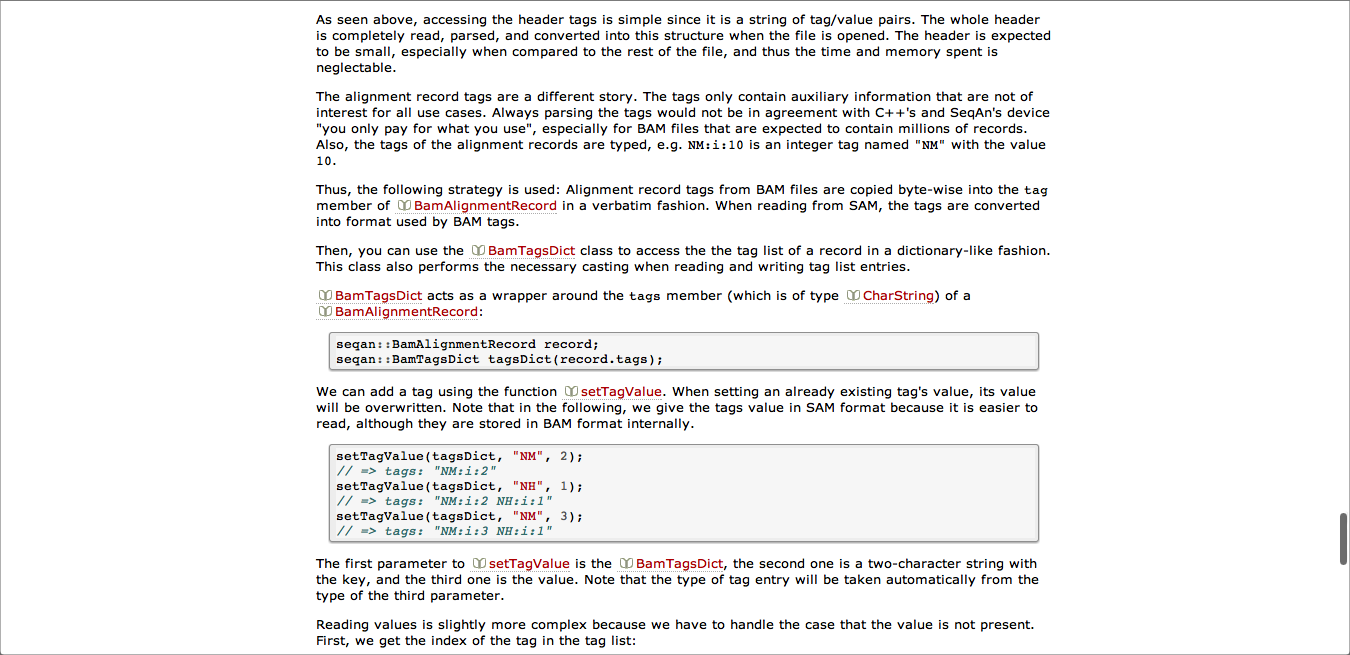 As seen above, accessing the header tags is simple since it is a string of tag/value pairs. The whole header
is completely read, parsed, and converted into this structure when the file is opened. The header is expected
to be small, especially when compared to the rest of the file, and thus the time and memory spent is
neglectable.
The alignment record tags are a different story. The tags only contain auxiliary information that are not of
interest for all use cases. Always parsing the tags would not be in agreement with C++'s and SeqAn's device
"you only pay for what you use", especially for BAM files that are expected to contain millions of records.
Also, the tags of the alignment records are typed, e.g. NM:i:10 is an integer tag named "NM" with the value
10.
Thus, the following strategy is used: Alignment record tags from BAM files are copied byte-wise into the tag
member of BamAlignmentRecord in a verbatim fashion. When reading from SAM, the tags are converted
into format used by BAM tags.
Then, you can use the BamTagsDict class to access the the tag list of a record in a dictionary-like fashion.
This class also performs the necessary casting when reading and writing tag list entries.
BamTagsDict acts as a wrapper around the tags member (which is of type CharString) of a
BamAlignmentRecord:
seqan::BamAlignmentRecord record;
seqan::BamTagsDict tagsDict(record.tags);
We can add a tag using the function setTagValue. When setting an already existing tag's value, its value
will be overwritten. Note that in the following, we give the tags value in SAM format because it is easier to
read, although they are stored in BAM format internally.
setTagValue(tagsDict, "NM", 2);
// => tags: "NM:i:2"
setTagValue(tagsDict, "NH", 1);
// => tags: "NM:i:2 NH:i:1"
setTagValue(tagsDict, "NM", 3);
// => tags: "NM:i:3 NH:i:1"
The first parameter to setTagValue is the BamTagsDict, the second one is a two-character string with
the key, and the third one is the value. Note that the type of tag entry will be taken automatically from the
type of the third parameter.
Reading values is slightly more complex because we have to handle the case that the value is not present.
First, we get the index of the tag in the tag list: